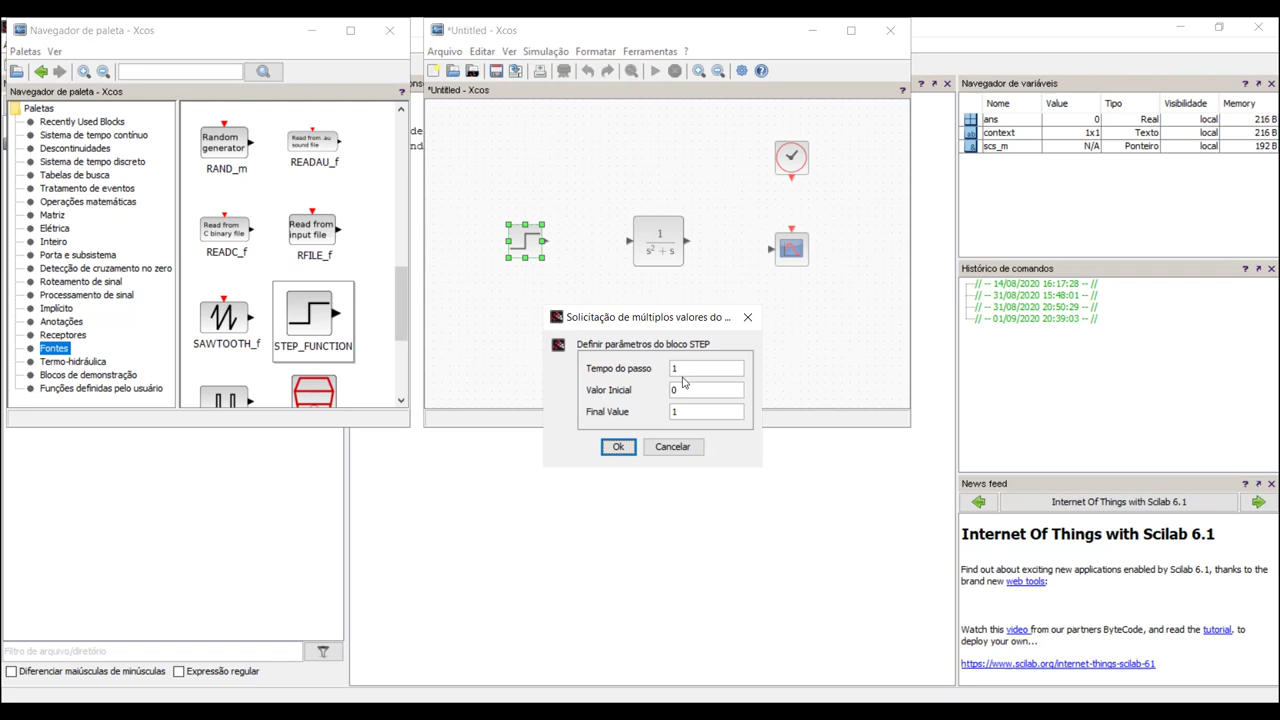 Navegador de paleta - Xcos
Paletas Ver
Navegador de paleta - Xcos ?
Paletas
Recently Used Blocks
Sistema de tempo contínuo
Descontinuidades
Sistema de tempo discreto
Tabelas de busca
Tratamento de eventos
Operações matemáticas
Matriz
Elétrica
Inteiro
Porta e subsistema
Detecção de cruzamento no zero
Roteamento de sinal
Processamento de sinal
Implícito
Anotações
Receptores
Fontes
Termo-hidráulica
Blocos de demonstração
Funções definidas pelo usuário
Random
generator
RAND_m
Read from .au
sound file
READAU_f
Read from
C binary file
READC_f
Read from
input file
RFILE_f
SAWTOOTH_f
STEP_FUNCTION
*Untitled - Xcos
Arquivo Editar Ver Simulação Formatar Ferramentas ?
*Untitled - Xcos ?
1
s² + s
Solicitação de múltiplos valores do ...
Definir parâmetros do bloco STEP
Tempo do passo 1
Valor Inicial 0
Final Value 1
Ok Cancelar
Navegador de variáveis ?
Nome Value Tipo Visibilidade Memory
ans 0 Real local 216 B
context 1x1 Texto local 216 B
scs_m N/A Ponteiro local 192 B
Histórico de comandos ?
// -- 14/08/2020 16:17:28 -- //
// -- 31/08/2020 15:48:01 -- //
// -- 31/08/2020 20:50:29 -- //
// -- 01/09/2020 20:39:03 -- //
News feed ?
Internet Of Things with Scilab 6.1
Internet Of Things with Scilab 6.1
Find out about exciting new applications enabled by Scilab 6.1, thanks to the
brand new web tools:
Watch this video from our partners ByteCode, and read the tutorial. to
deploy your own...
https://www.scilab.org/internet-things-scilab-61
Filtro de arquivo/diretório
Diferenciar maiúsculas de minúsculas Expressão regular